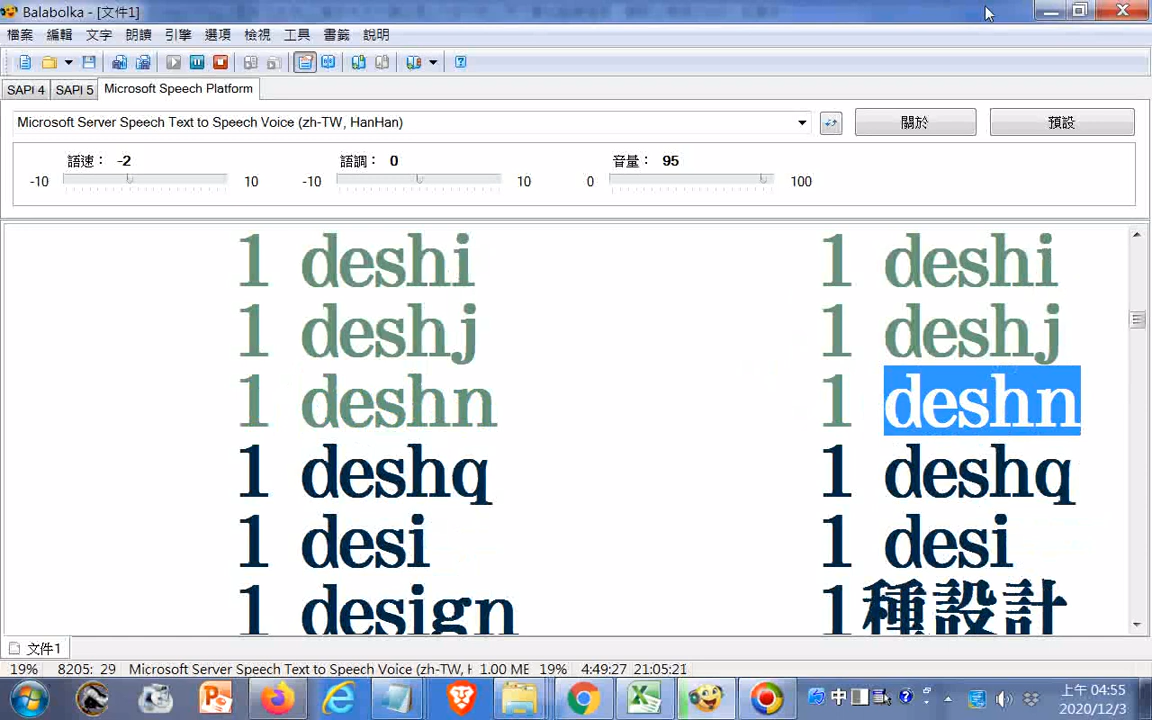 Balabolka - [文件1]
檔案 編輯 文字 朗讀 引擎 選項 檢視 工具 書籤 說明
SAPI 4 SAPI 5 Microsoft Speech Platform
Microsoft Server Speech Text to Speech Voice (zh-TW, HanHan) 關於 預設
語速： -2 語調： 0 音量： 95
-10 10 -10 10 0 100
1 deshi 1 deshi
1 deshj 1 deshj
1 deshn 1 deshn
1 deshq 1 deshq
1 desi 1 desi
1 design 1種設計
文件1
19% 8205: 29 Microsoft Server Speech Text to Speech Voice (zh-TW, H 1.00 ME 19% 4:49:27 21:05:21
中 上午 04:55
2020/12/3